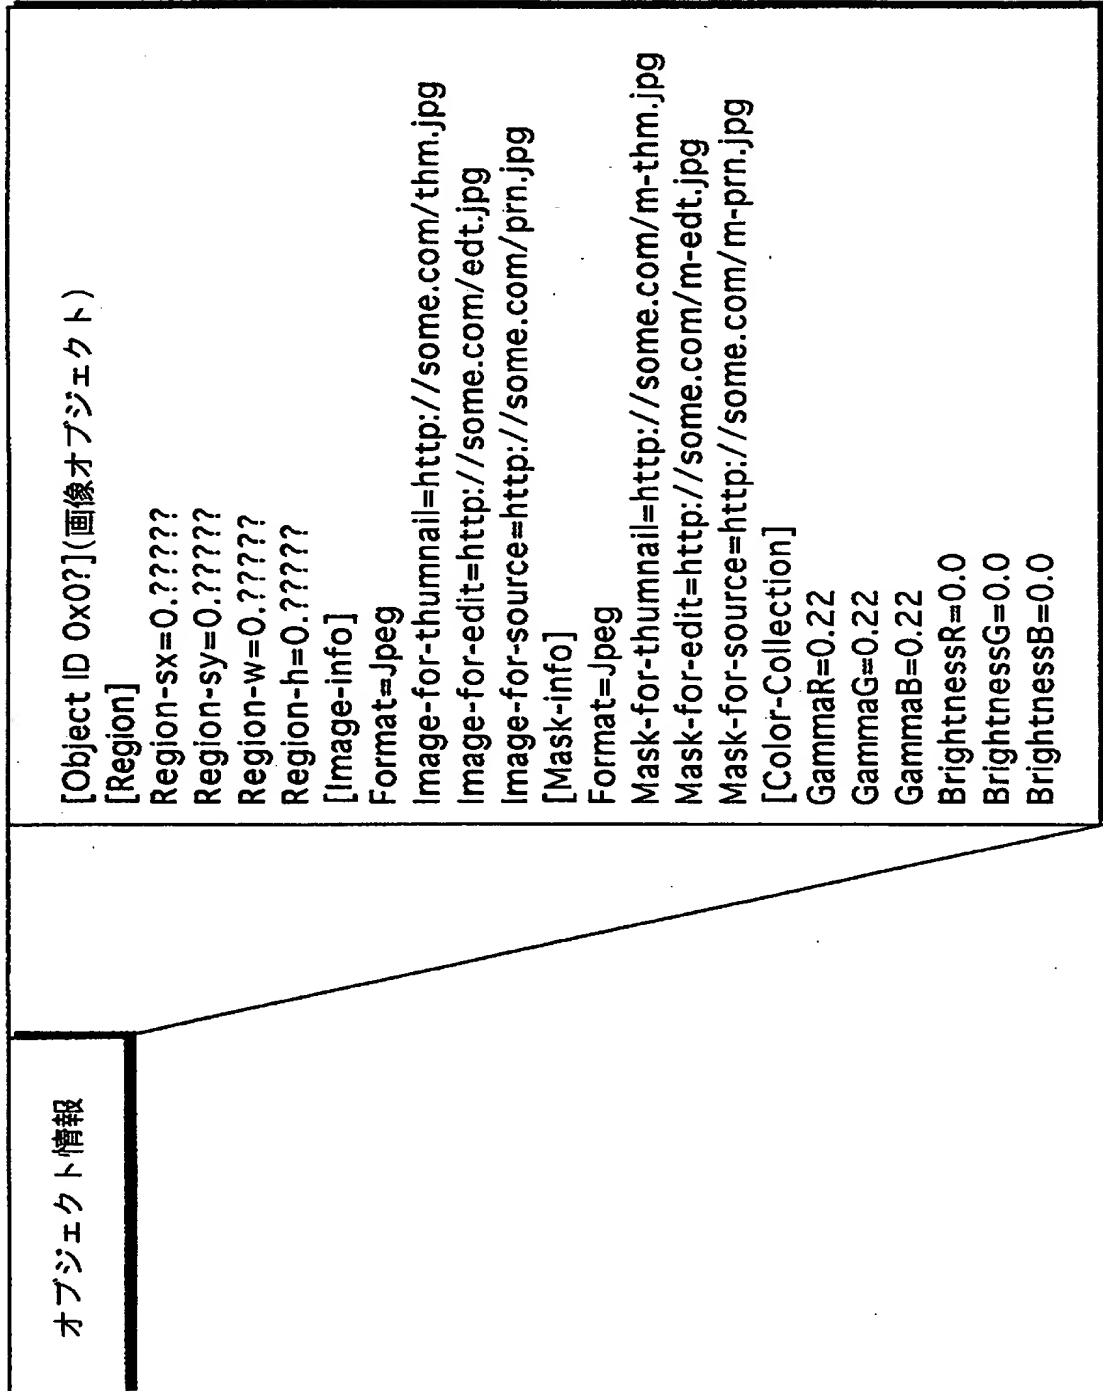 オブジェクト情報
[Object ID 0x0?](画像オブジェクト)
[Region]
Region-sx=0.?????
Region-sy=0.?????
Region-w=0.?????
Region-h=0.?????
[Image-info]
Format=Jpeg
Image-for-thumnail=http://some.com/thm.jpg
Image-for-edit=http://some.com/edt.jpg
Image-for-source=http://some.com/prn.jpg
[Mask-info]
Format=Jpeg
Mask-for-thumnail=http://some.com/m-thm.jpg
Mask-for-edit=http://some.com/m-edt.jpg
Mask-for-source=http://some.com/m-prn.jpg
[Color-Collection]
GammaR=0.22
GammaG=0.22
GammaB=0.22
BrightnessR=0.0
BrightnessG=0.0
BrightnessB=0.0